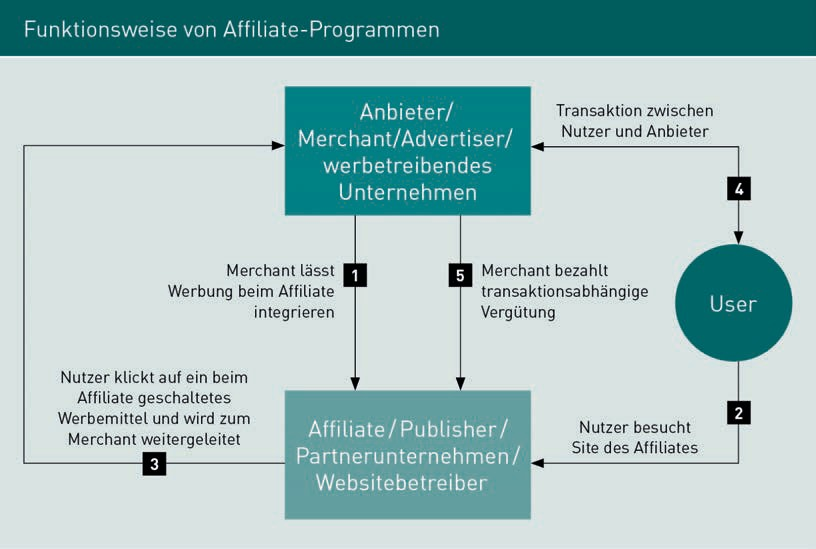 Funktionsweise von Affiliate-Programmen
Anbieter/
Merchant/Advertiser/
werbetreibendes
Unternehmen
Transaktion zwischen
Nutzer und Anbieter
4
User
Merchant lässt
Werbung beim Affiliate
integrieren
1
5
Merchant bezahlt
transaktionsabhängige
Vergütung
Nutzer klickt auf ein beim
Affiliate geschaltetes
Werbemittel und wird zum
Merchant weitergeleitet
3
Affiliate/Publisher/
Partnerunternehmen/
Websitebetreiber
2
Nutzer besucht
Site des Affiliates